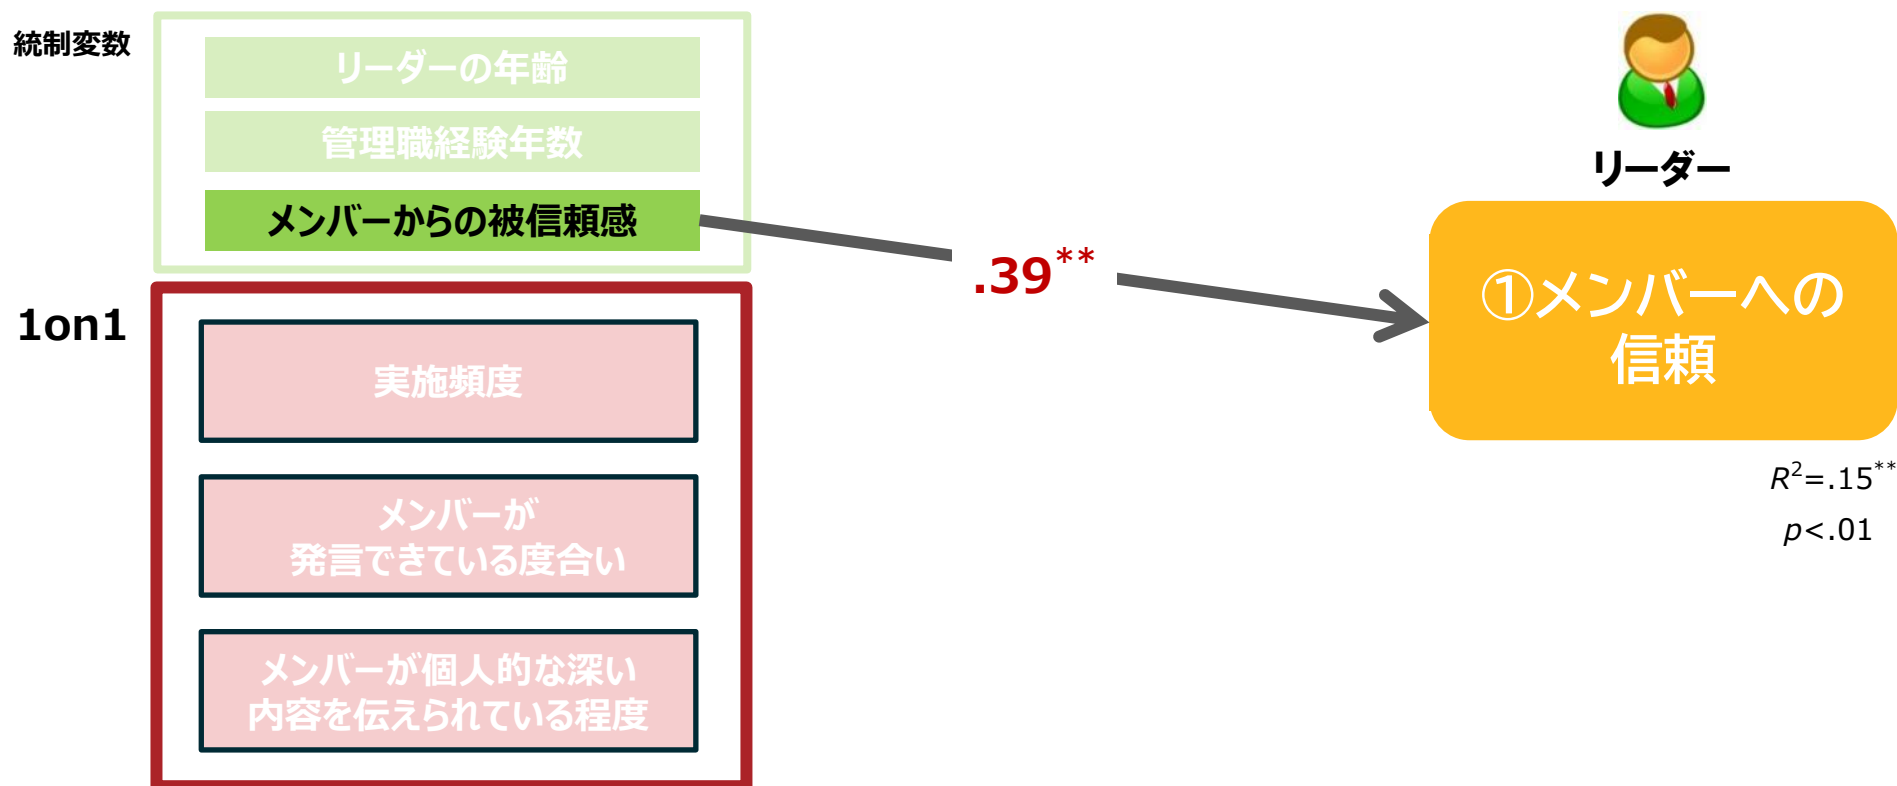 統制変数
リーダーの年齢
管理職経験年数
メンバーからの被信頼感
1on1
実施頻度
メンバーが
発言できている度合い
メンバーが個人的な深い
内容を伝えられている程度
.39**
リーダー
①メンバーへの
信頼
R²=.15**
p<.01